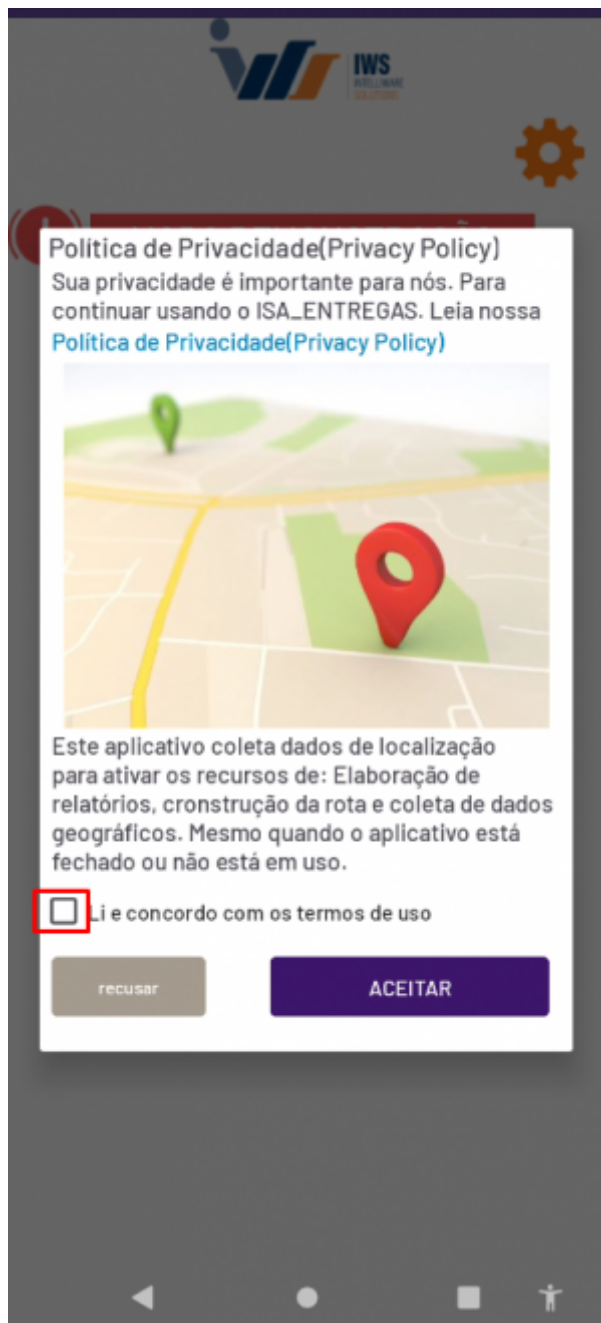 IWS
INTELLIWARE
SOLUTIONS
Política de Privacidade(Privacy Policy)
Sua privacidade é importante para nós. Para
continuar usando o ISA_ENTREGAS. Leia nossa
Política de Privacidade(Privacy Policy)
Este aplicativo coleta dados de localização
para ativar os recursos de: Elaboração de
relatórios, cronstrução da rota e coleta de dados
geográficos. Mesmo quando o aplicativo está
fechado ou não está em uso.
Li e concordo com os termos de uso
recusar
ACEITAR